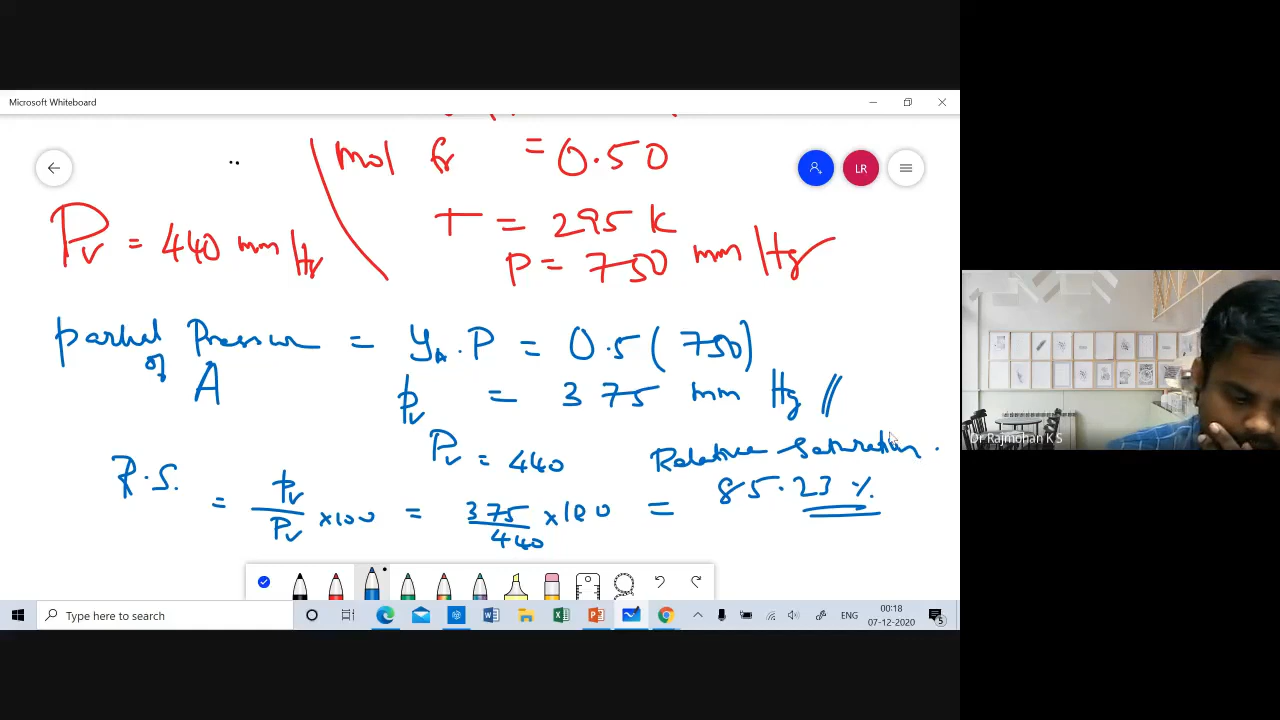 Microsoft Whiteboard
mol fr = 0.50
LR
Pv = 440 mm Hg
T = 295 K
P = 750 mm Hg
partial Pressure of A = yA . P = 0.5 ( 750 )
pv = 375 mm Hg //
Pv = 440
Relative Saturation .
R.S. = pv / Pv x100 = 375 / 440 x 100 = 85.23 %
Dr Rajmohan K S
Type here to search
ENG
00:18
07-12-2020
5